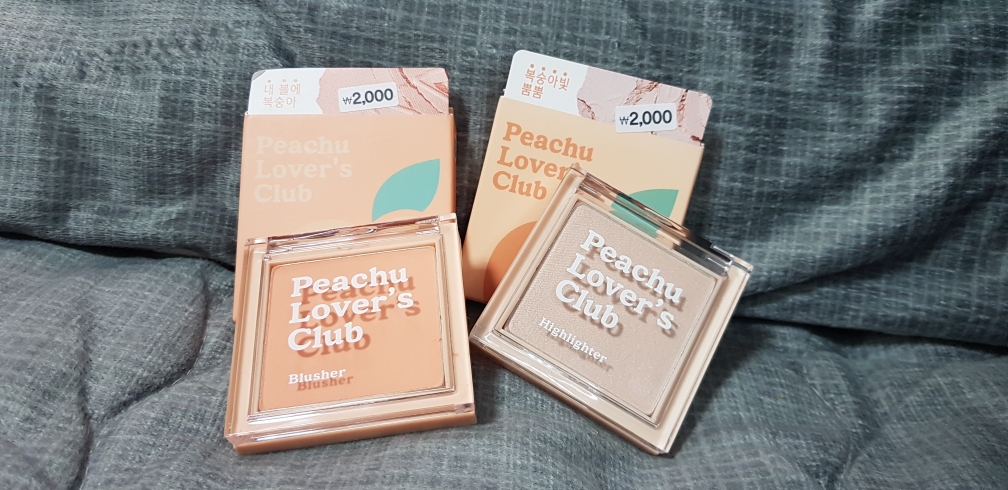 내 볼에
복숭아
₩2,000
Peachu
Lover's
Club
복숭아빛
뿜뿜
₩2,000
Peachu
Lover's
Club
Peachu
Lover's
Club
Blusher
Peachu
Lover's
Club
Highlighter